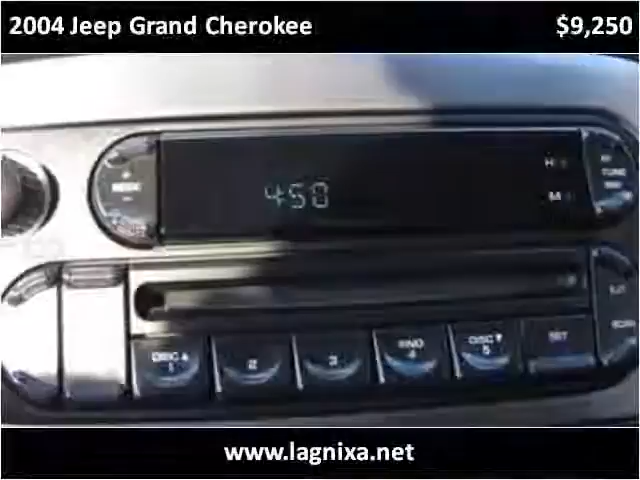 2004 Jeep Grand Cherokee $9,250
450
H
M
TUNE
DISC 1
2
3
RND 4
DISC 5
SET
www.lagnixa.net